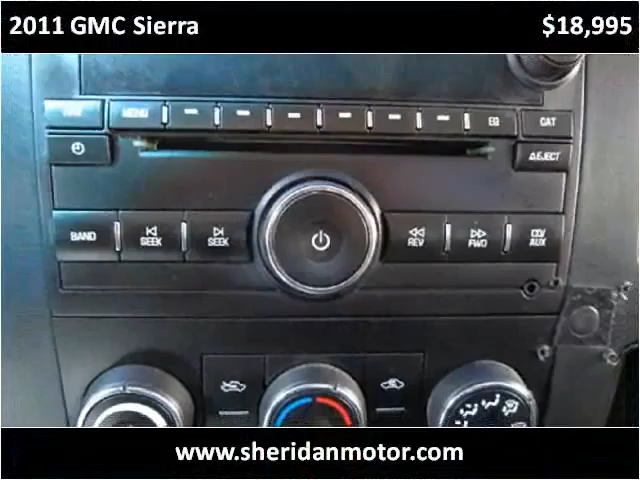 2011 GMC Sierra
$18,995
MENU
EQ
CAT
EJECT
BAND
SEEK
SEEK
REV
FWD
CD/
AUX
www.sheridanmotor.com